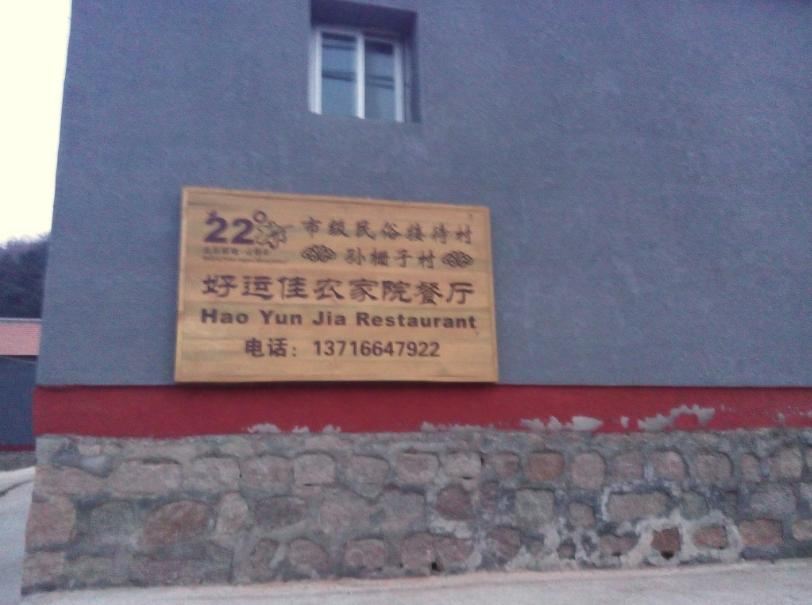 22°
市级民俗接待村
孙栅子村
好运佳农家院餐厅
Hao Yun Jia Restaurant
电话：13716647922